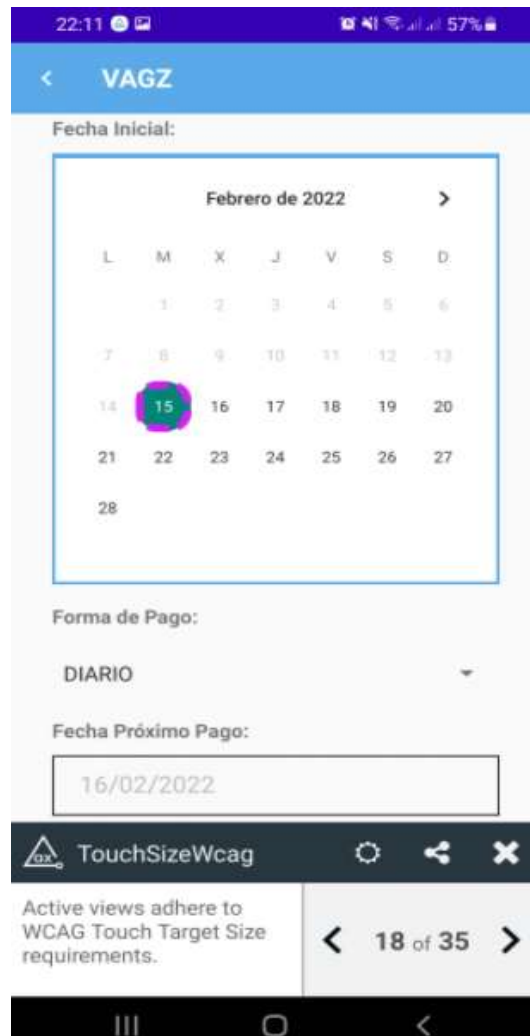 22:11 57%
VAGZ
Fecha Inicial:
Febrero de 2022
L M X J V S D
1 2 3 4 5 6
7 8 9 10 11 12 13
14 15 16 17 18 19 20
21 22 23 24 25 26 27
28
Forma de Pago:
DIARIO
Fecha Próximo Pago:
16/02/2022
ax TouchSizeWcag
Active views adhere to
WCAG Touch Target Size
requirements.
18 of 35